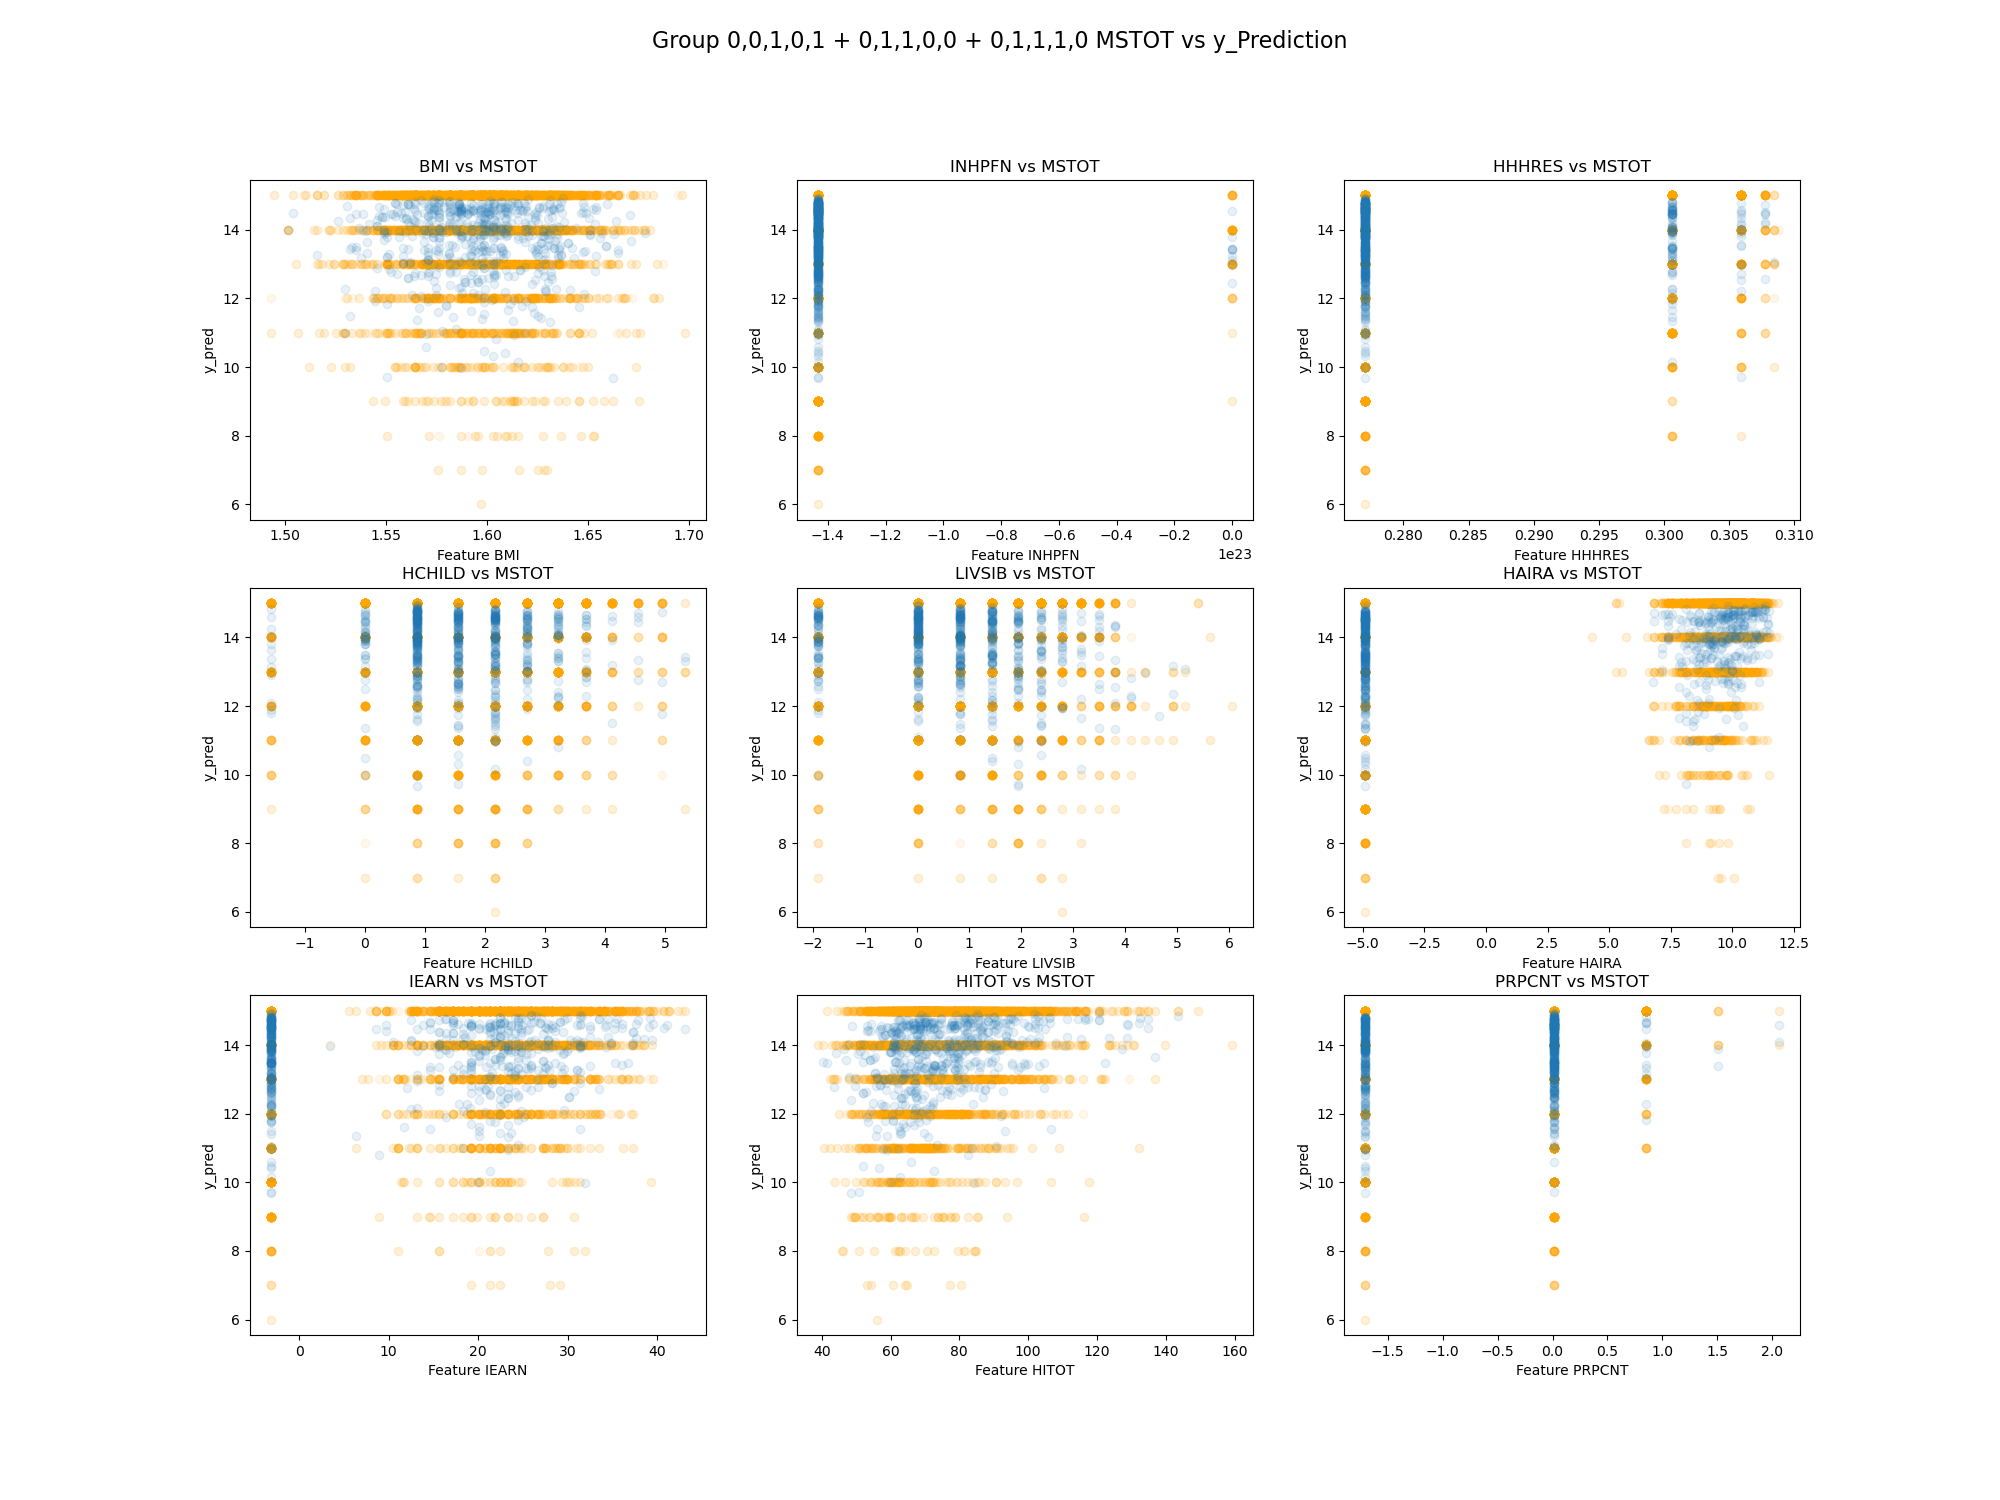 Group 0,0,1,0,1 + 0,1,1,0,0 + 0,1,1,1,0 MSTOT vs y_Prediction
BMI vs MSTOT
INHPFN vs MSTOT
HHHRES vs MSTOT
y_pred
14
12
10
8
6
y_pred
14
12
10
8
6
y_pred
14
12
10
8
6
1.50 1.55 1.60 1.65 1.70
−1.4 −1.2 −1.0 −0.8 −0.6 −0.4 −0.2 0.0
1e23
0.280 0.285 0.290 0.295 0.300 0.305 0.310
Feature BMI
Feature INHPFN
Feature HHHRES
HCHILD vs MSTOT
LIVSIB vs MSTOT
HAIRA vs MSTOT
y_pred
14
12
10
8
6
y_pred
14
12
10
8
6
y_pred
14
12
10
8
6
−1 0 1 2 3 4 5
−2 −1 0 1 2 3 4 5 6
−5.0 −2.5 0.0 2.5 5.0 7.5 10.0 12.5
Feature HCHILD
Feature LIVSIB
Feature HAIRA
IEARN vs MSTOT
HITOT vs MSTOT
PRPCNT vs MSTOT
y_pred
14
12
10
8
6
y_pred
14
12
10
8
6
y_pred
14
12
10
8
6
0 10 20 30 40
40 60 80 100 120 140 160
−1.5 −1.0 −0.5 0.0 0.5 1.0 1.5 2.0
Feature IEARN
Feature HITOT
Feature PRPCNT